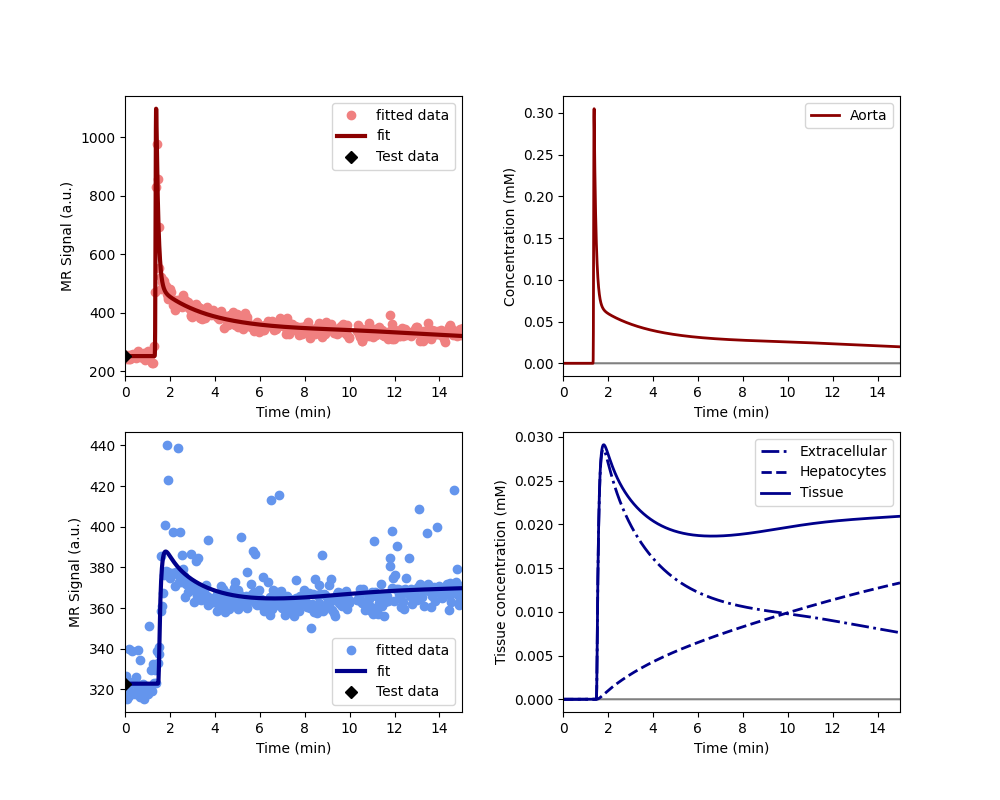 MR Signal (a.u.)
1000
800
600
400
200
fitted data
fit
Test data
0 2 4 6 8 10 12 14
Time (min)
Concentration (mM)
0.30
0.25
0.20
0.15
0.10
0.05
0.00
Aorta
0 2 4 6 8 10 12 14
Time (min)
MR Signal (a.u.)
440
420
400
380
360
340
320
fitted data
fit
Test data
0 2 4 6 8 10 12 14
Time (min)
Tissue concentration (mM)
0.030
0.025
0.020
0.015
0.010
0.005
0.000
Extracellular
Hepatocytes
Tissue
0 2 4 6 8 10 12 14
Time (min)